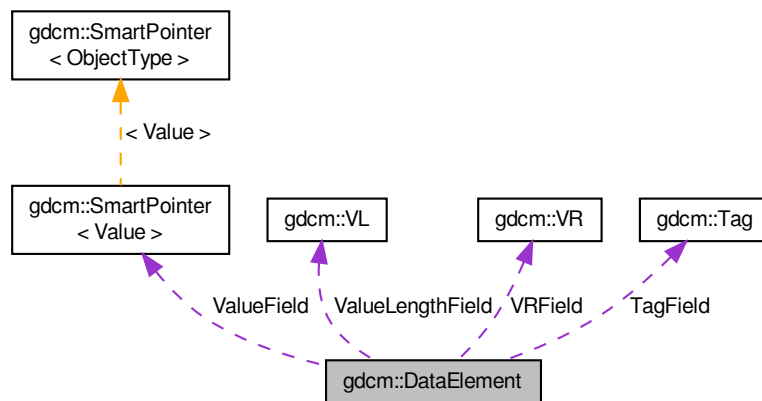 gdcm::SmartPointer
< ObjectType >
< Value >
gdcm::SmartPointer
< Value >
gdcm::VL
gdcm::VR
gdcm::Tag
ValueField
ValueLengthField
VRField
TagField
gdcm::DataElement